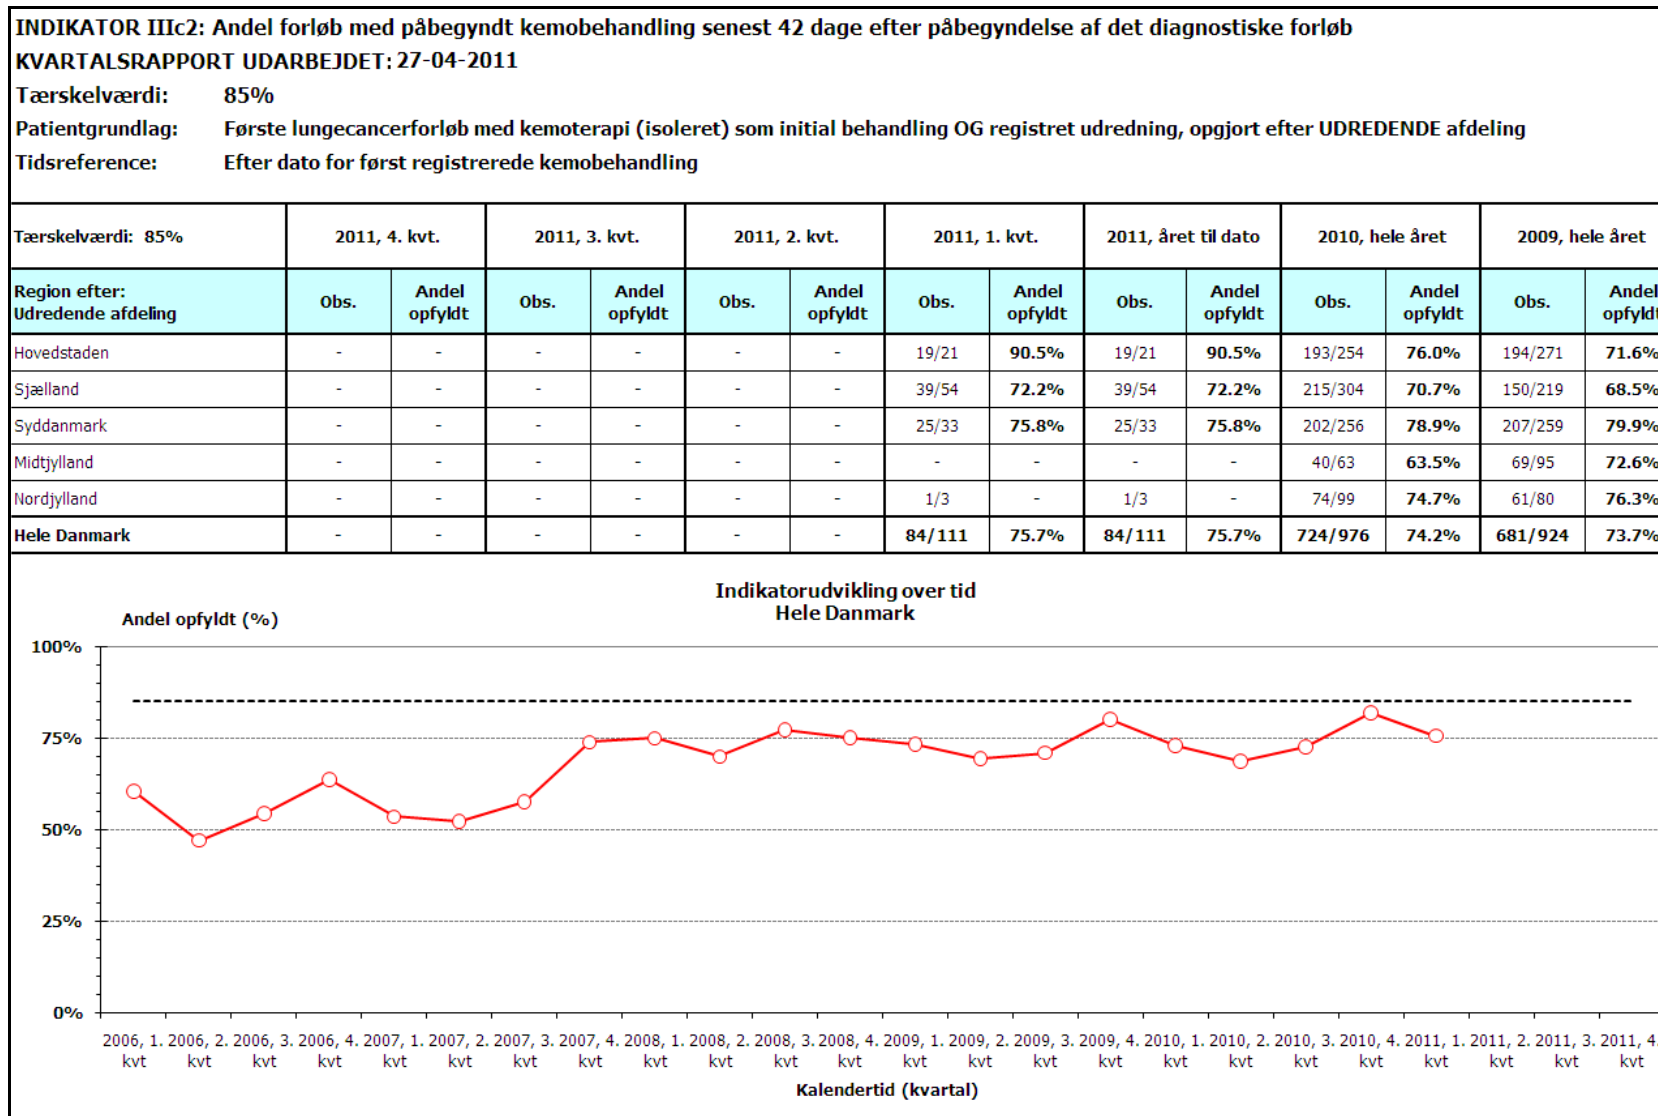 INDIKATOR IIIc2: Andel forløb med påbegyndt kemobehandling senest 42 dage efter påbegyndelse af det diagnostiske forløb
KVARTALSRAPPORT UDARBEJDET: 27-04-2011
Tærskelværdi: 85%
Patientgrundlag: Første lungecancerforløb med kemoterapi (isoleret) som initial behandling OG registret udredning, opgjort efter UDREDENDE afdeling
Tidsreference: Efter dato for først registrerede kemobehandling
Tærskelværdi: 85% 2011, 4. kvt. 2011, 3. kvt. 2011, 2. kvt. 2011, 1. kvt. 2011, året til dato 2010, hele året 2009, hele året
Region efter: Andel Andel Andel Andel Andel Andel Andel
Udredende afdeling Obs. opfyldt Obs. opfyldt Obs. opfyldt Obs. opfyldt Obs. opfyldt Obs. opfyldt Obs. opfyldt
Hovedstaden - - - - - - 19/21 90.5% 19/21 90.5% 193/254 76.0% 194/271 71.6%
Sjælland - - - - - - 39/54 72.2% 39/54 72.2% 215/304 70.7% 150/219 68.5%
Syddanmark - - - - - - 25/33 75.8% 25/33 75.8% 202/256 78.9% 207/259 79.9%
Midtjylland - - - - - - - - - - 40/63 63.5% 69/95 72.6%
Nordjylland - - - - - - 1/3 - 1/3 - 74/99 74.7% 61/80 76.3%
Hele Danmark - - - - - - 84/111 75.7% 84/111 75.7% 724/976 74.2% 681/924 73.7%
Indikatorudvikling over tid
Hele Danmark
Andel opfyldt (%)
100%
75%
50%
25%
0%
2006, 1. 2006, 2. 2006, 3. 2006, 4. 2007, 1. 2007, 2. 2007, 3. 2007, 4. 2008, 1. 2008, 2. 2008, 3. 2008, 4. 2009, 1. 2009, 2. 2009, 3. 2009, 4. 2010, 1. 2010, 2. 2010, 3. 2010, 4. 2011, 1. 2011, 2. 2011, 3. 2011, 4.
kvt kvt kvt kvt kvt kvt kvt kvt kvt kvt kvt kvt kvt kvt kvt kvt kvt kvt kvt kvt kvt kvt kvt kvt
Kalendertid (kvartal)